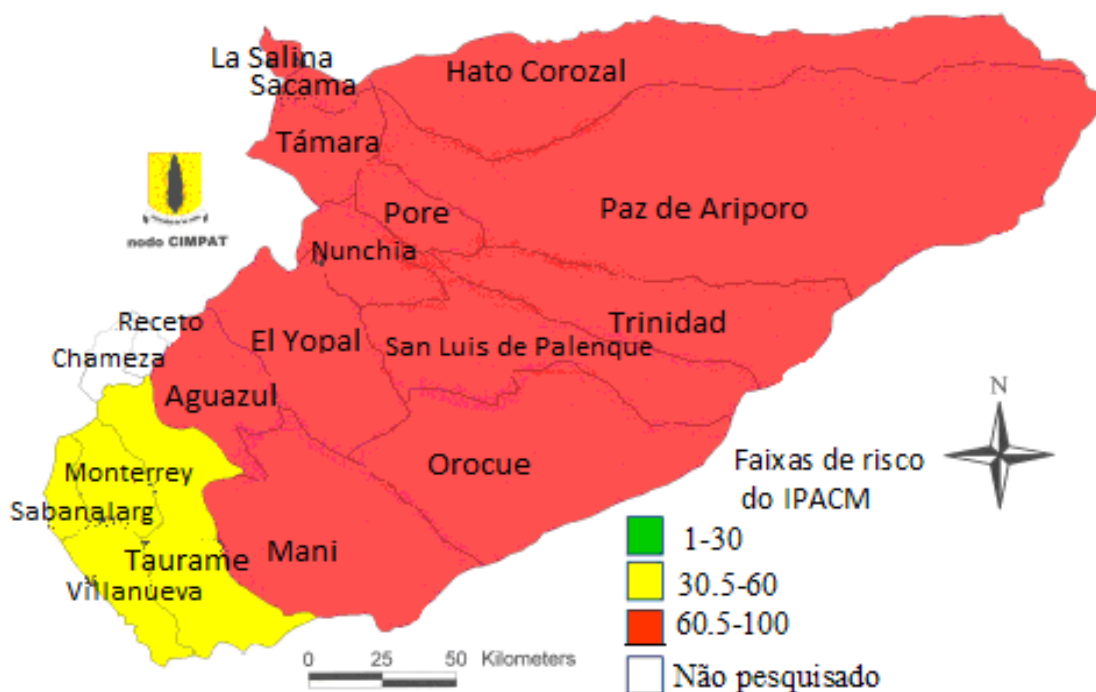 La Salina
Sacama
Hato Corozal
Támara
Pore
Paz de Ariporo
nodo CIMPAT
Nunchia
Receto
Chameza
El Yopal
San Luis de Palenque
Trinidad
Aguazul
Monterrey
Sabanalarg
Orocue
Mani
Taurame
Villanueva
N
Faixas de risco
do IPACM
1-30
30.5-60
60.5-100
Não pesquisado
0 25 50 Kilometers